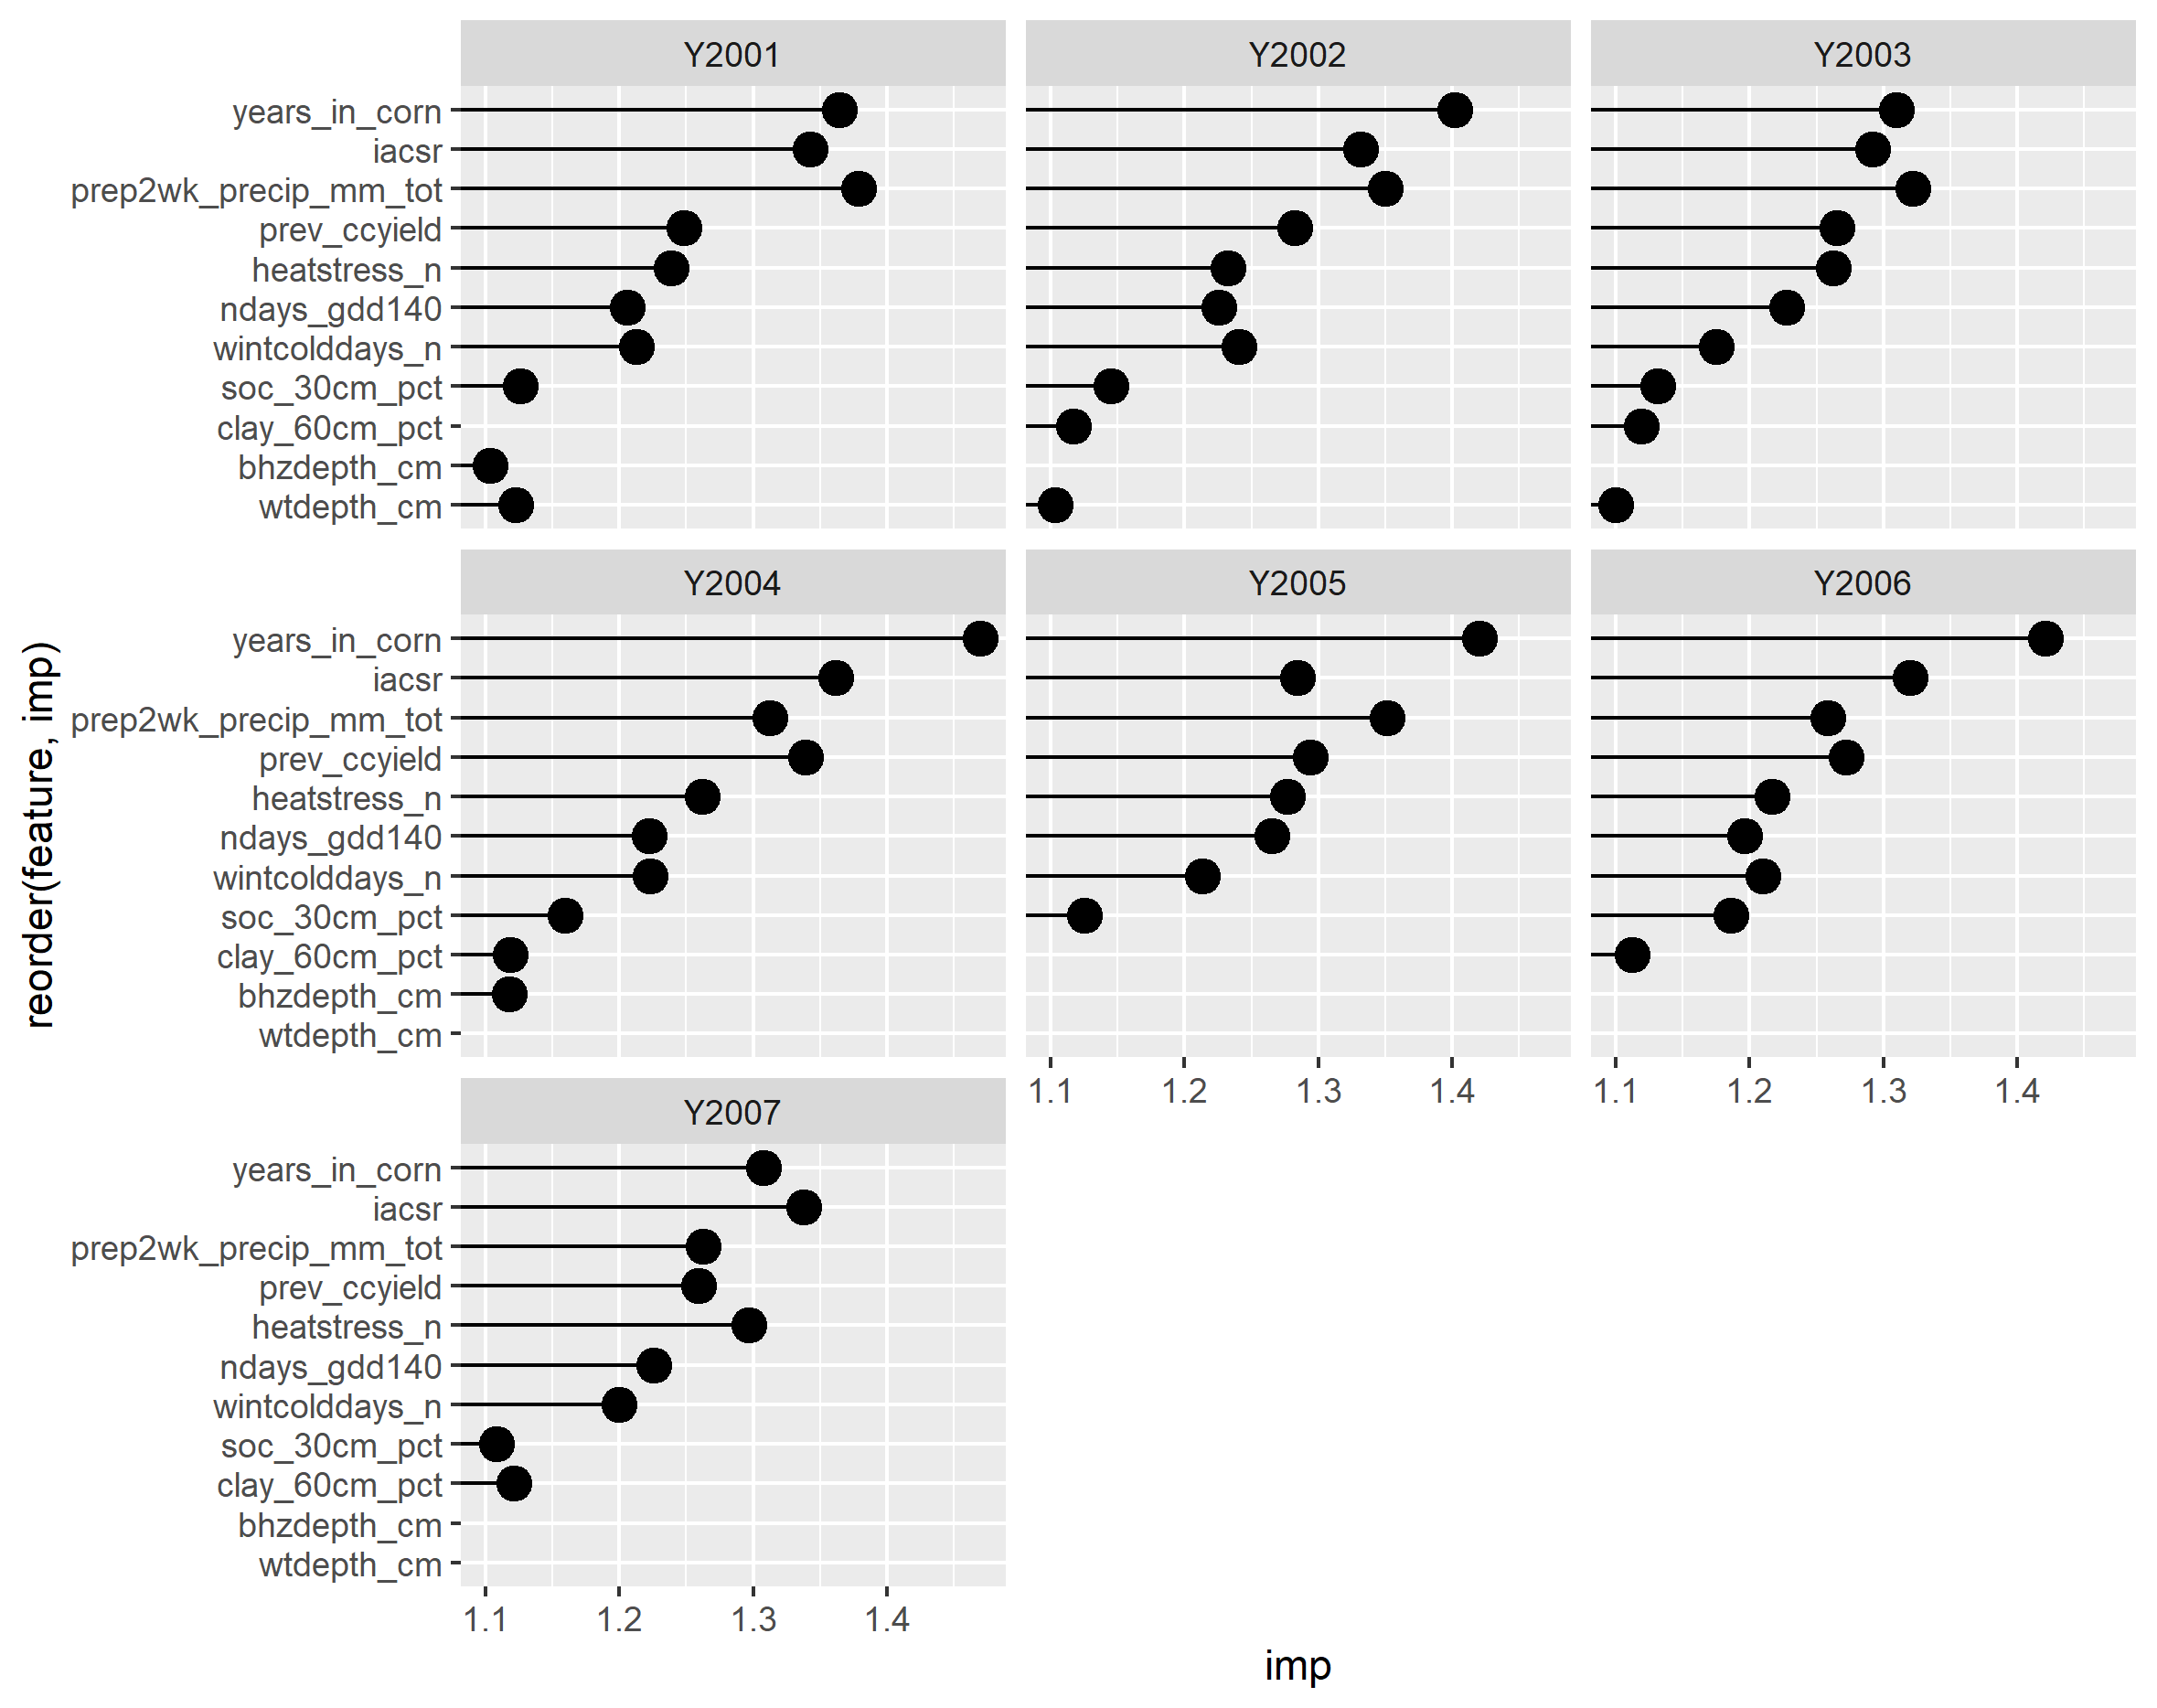 Y2001 Y2002 Y2003
years_in_corn
iacsr
prep2wk_precip_mm_tot
prev_ccyield
heatstress_n
ndays_gdd140
wintcolddays_n
soc_30cm_pct
clay_60cm_pct
bhzdepth_cm
wtdepth_cm
reorder(feature, imp)
Y2004 Y2005 Y2006
years_in_corn
iacsr
prep2wk_precip_mm_tot
prev_ccyield
heatstress_n
ndays_gdd140
wintcolddays_n
soc_30cm_pct
clay_60cm_pct
bhzdepth_cm
wtdepth_cm
1.1 1.2 1.3 1.4 1.1 1.2 1.3 1.4
Y2007
years_in_corn
iacsr
prep2wk_precip_mm_tot
prev_ccyield
heatstress_n
ndays_gdd140
wintcolddays_n
soc_30cm_pct
clay_60cm_pct
bhzdepth_cm
wtdepth_cm
1.1 1.2 1.3 1.4
imp